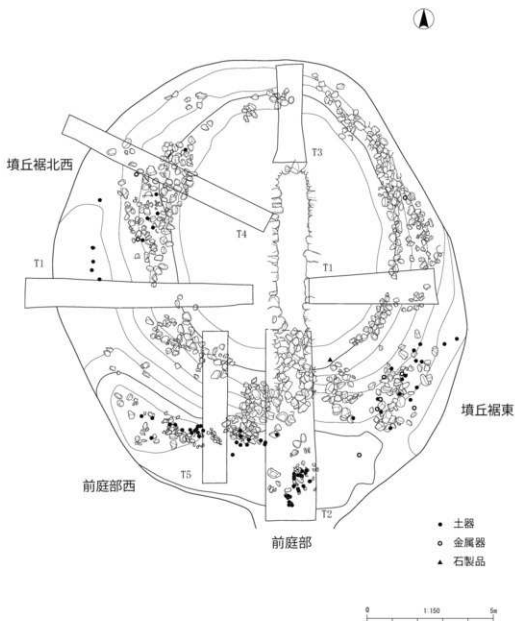 T3
墳丘裾北西
T4
T1
T1
墳丘裾東
T5
前庭部西
T2
前庭部
土器
金属器
石製品
0 1:150 5m